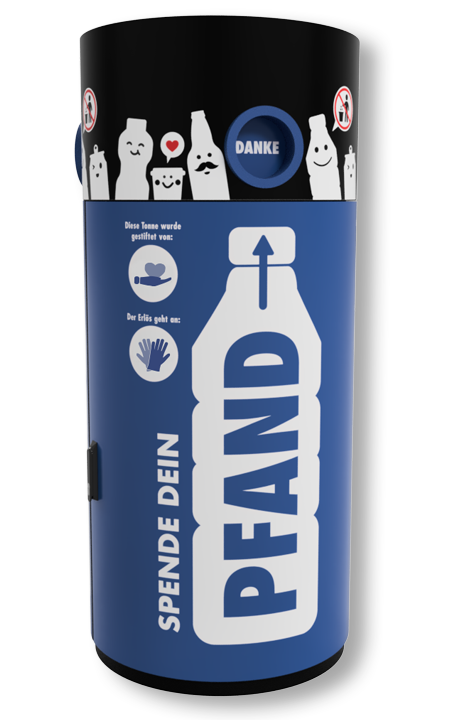 DANKE
Diese Tonne wurde
gestiftet von:
Der Erlös geht an:
SPENDE DEIN
PFAND